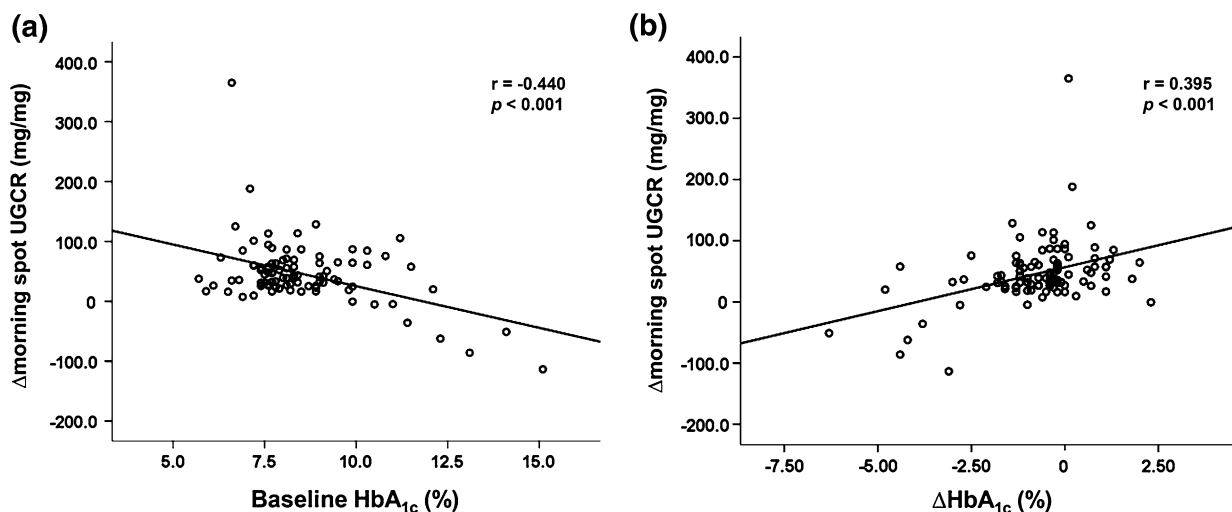 (a)
400.0
300.0
200.0
100.0
0
-100.0
-200.0
Δmorning spot UGCR (mg/mg)
r = -0.440
p < 0.001
5.0 7.5 10.0 12.5 15.0
Baseline HbA1c (%)
(b)
400.0
300.0
200.0
100.0
0
-100.0
-200.0
Δmorning spot UGCR (mg/mg)
r = 0.395
p < 0.001
-7.50 -5.00 -2.50 0 2.50
ΔHbA1c (%)